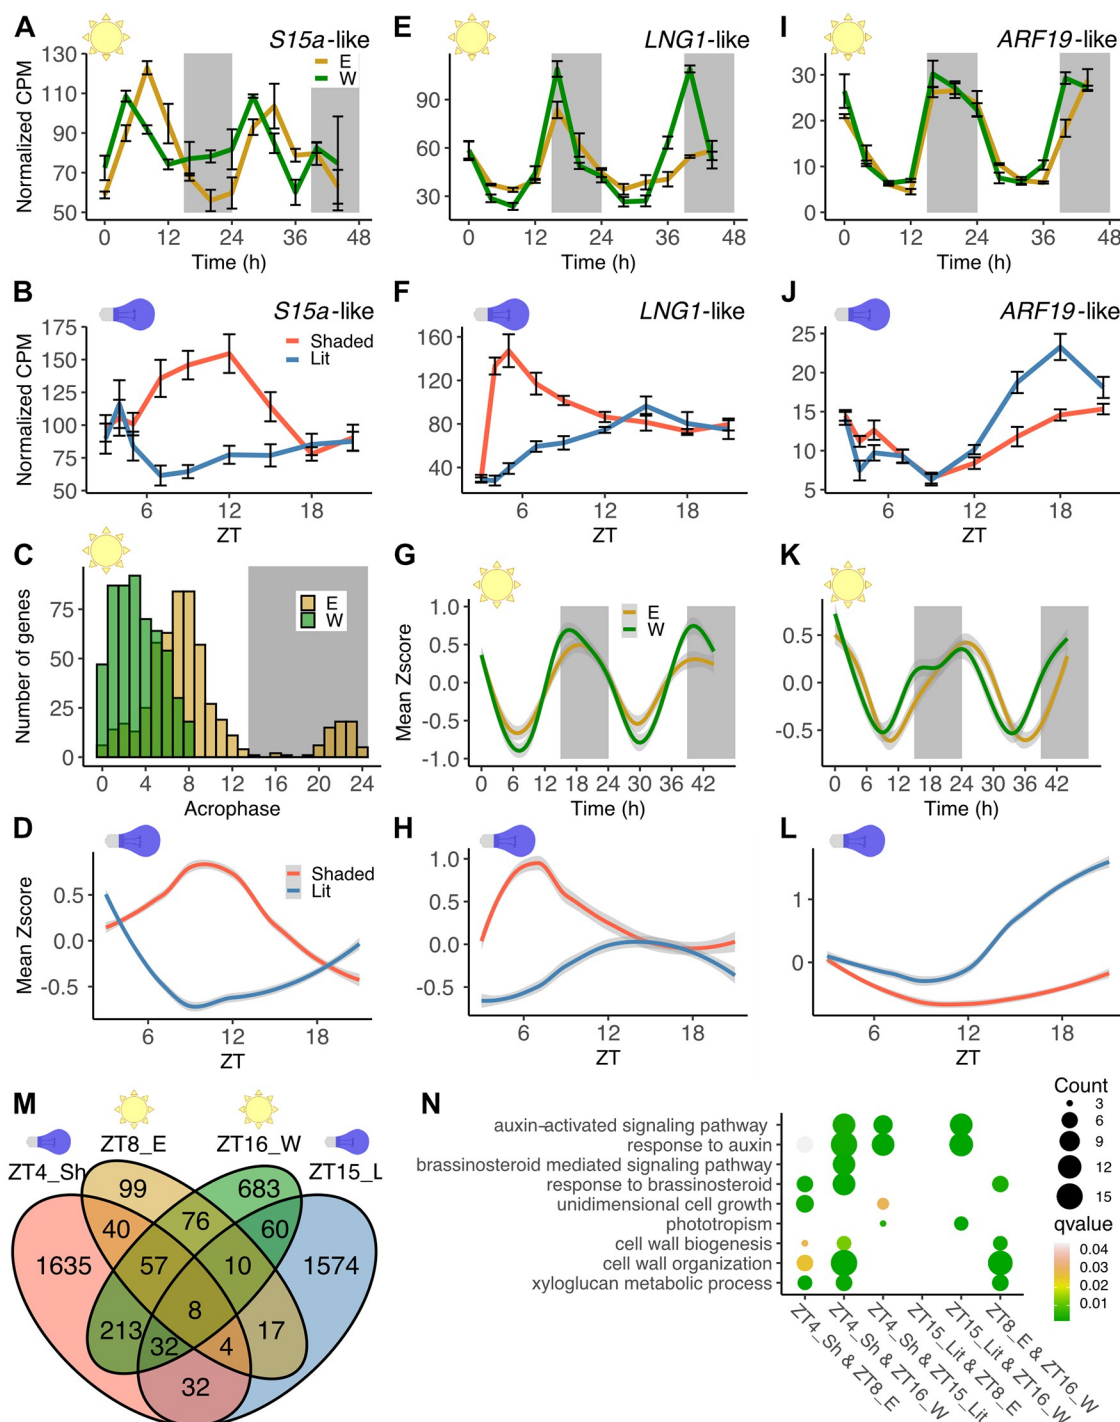 A
S15a-like
E
W
Normalized CPM
130
110
90
70
50
0
12
24
36
48
Time (h)
E
LNG1-like
90
60
30
0
12
24
36
48
Time (h)
I
ARF19-like
30
20
10
0
0
12
24
36
48
Time (h)
B
S15a-like
Shaded
Lit
Normalized CPM
175
150
125
100
75
50
6
12
18
ZT
F
LNG1-like
160
120
80
40
6
12
18
ZT
J
ARF19-like
25
20
15
10
5
6
12
18
ZT
C
E
W
Number of genes
75
50
25
0
0
4
8
12
16
20
24
Acrophase
G
E
W
Mean Zscore
1.0
0.5
0.0
-0.5
-1.0
0
6
12
18
24
30
36
42
Time (h)
K
0.5
0.0
-0.5
0
6
12
18
24
30
36
42
Time (h)
D
Shaded
Lit
Mean Zscore
0.5
0.0
-0.5
6
12
18
ZT
H
1.0
0.5
0.0
-0.5
6
12
18
ZT
L
1
0
6
12
18
ZT
M
ZT4_Sh
ZT8_E
ZT16_W
ZT15_L
99
683
40
76
60
1635
57
10
1574
8
213
32
4
17
32
N
auxin-activated signaling pathway
response to auxin
brassinosteroid mediated signaling pathway
response to brassinosteroid
unidimensional cell growth
phototropism
cell wall biogenesis
cell wall organization
xyloglucan metabolic process
ZT4_Sh & ZT8_E
ZT4_Sh & ZT16_W
ZT4_Sh & ZT15_Lit
ZT15_Lit & ZT8_E
ZT15_Lit & ZT16_W
ZT8_E & ZT16_W
Count
3
6
9
12
15
qvalue
0.04
0.03
0.02
0.01